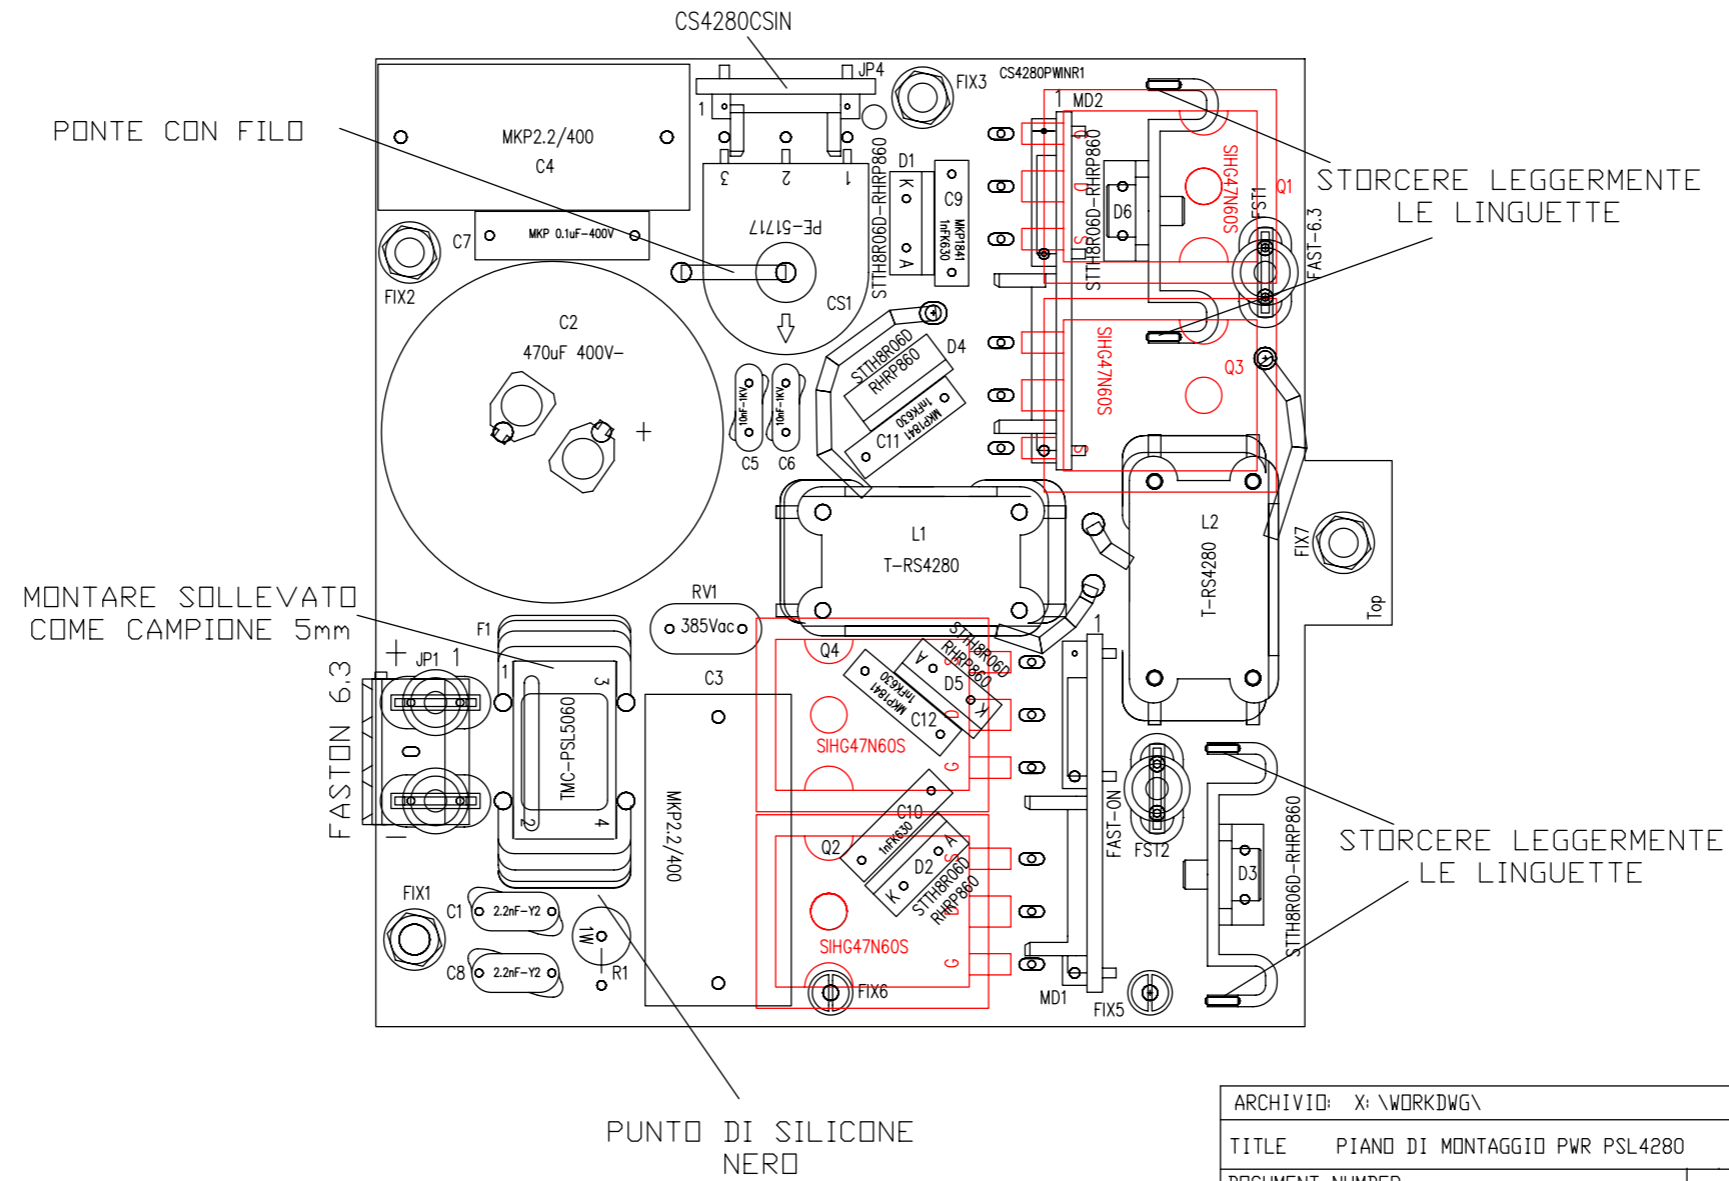 CS4280CSIN
PONTE CON FILO
MKP2.2/400
C4
JP4
1
3
2
1
FIX3
CS4280PWINR1
1
MD2
STORCERE LEGGERMENTE
LE LINGUETTE
C7
MKP 0.1uF-400V
FIX2
PE-51717
CS1
STTH8R06D-RHRP860
D1
K
A
C9
MKP1841
1nFK630
G
D
S
STTH8R06D-RHRP860
D6
SIHG47N60S
Q1
FST1
FAST-6.3
C2
470uF 400V-
+
STTH8R06D
RHRP860
D4
MKP1841
1nFK630
C11
10nF-1KV
10nF-1KV
C5
C6
SIHG47N60S
Q3
S
L1
T-RS4280
L2
T-RS4280
FIX7
Top
MONTARE SOLLEVATO
COME CAMPIONE 5mm
F1
RV1
385Vac
+
JP1
1
1
3
2
4
TMC-PSL5060
FASTON 6.3
-
C3
MKP2.2/400
Q4
SIHG47N60S
MKP1841
1nFK630
C12
STTH8R06D
RHRP860
A
D5
K
G
1
Q2
C10
1nFK630
K
D2
A
STTH8R06D
RHRP860
SIHG47N60S
S
G
FAST-ON
FST2
D3
STTH8R06D-RHRP860
STORCERE LEGGERMENTE
LE LINGUETTE
FIX1
C1
2.2nF-Y2
C8
2.2nF-Y2
1W
R1
FIX6
MD1
FIX5
PUNTO DI SILICONE
NERO
ARCHIVIO: X:\WORKDWG\
TITLE PIANO DI MONTAGGIO PWR PSL4280
DOCUMENT NUMBER